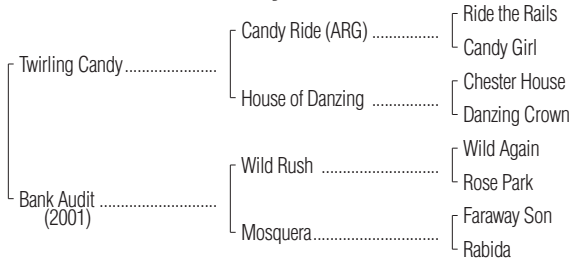 Ride the Rails
Candy Ride (ARG) ................
Candy Girl
Twirling Candy ......................
Chester House
House of Danzing ................
Danzing Crown
Wild Again
Wild Rush ............................
Rose Park
Bank Audit ............................
(2001)
Faraway Son
Mosquera..............................
Rabida